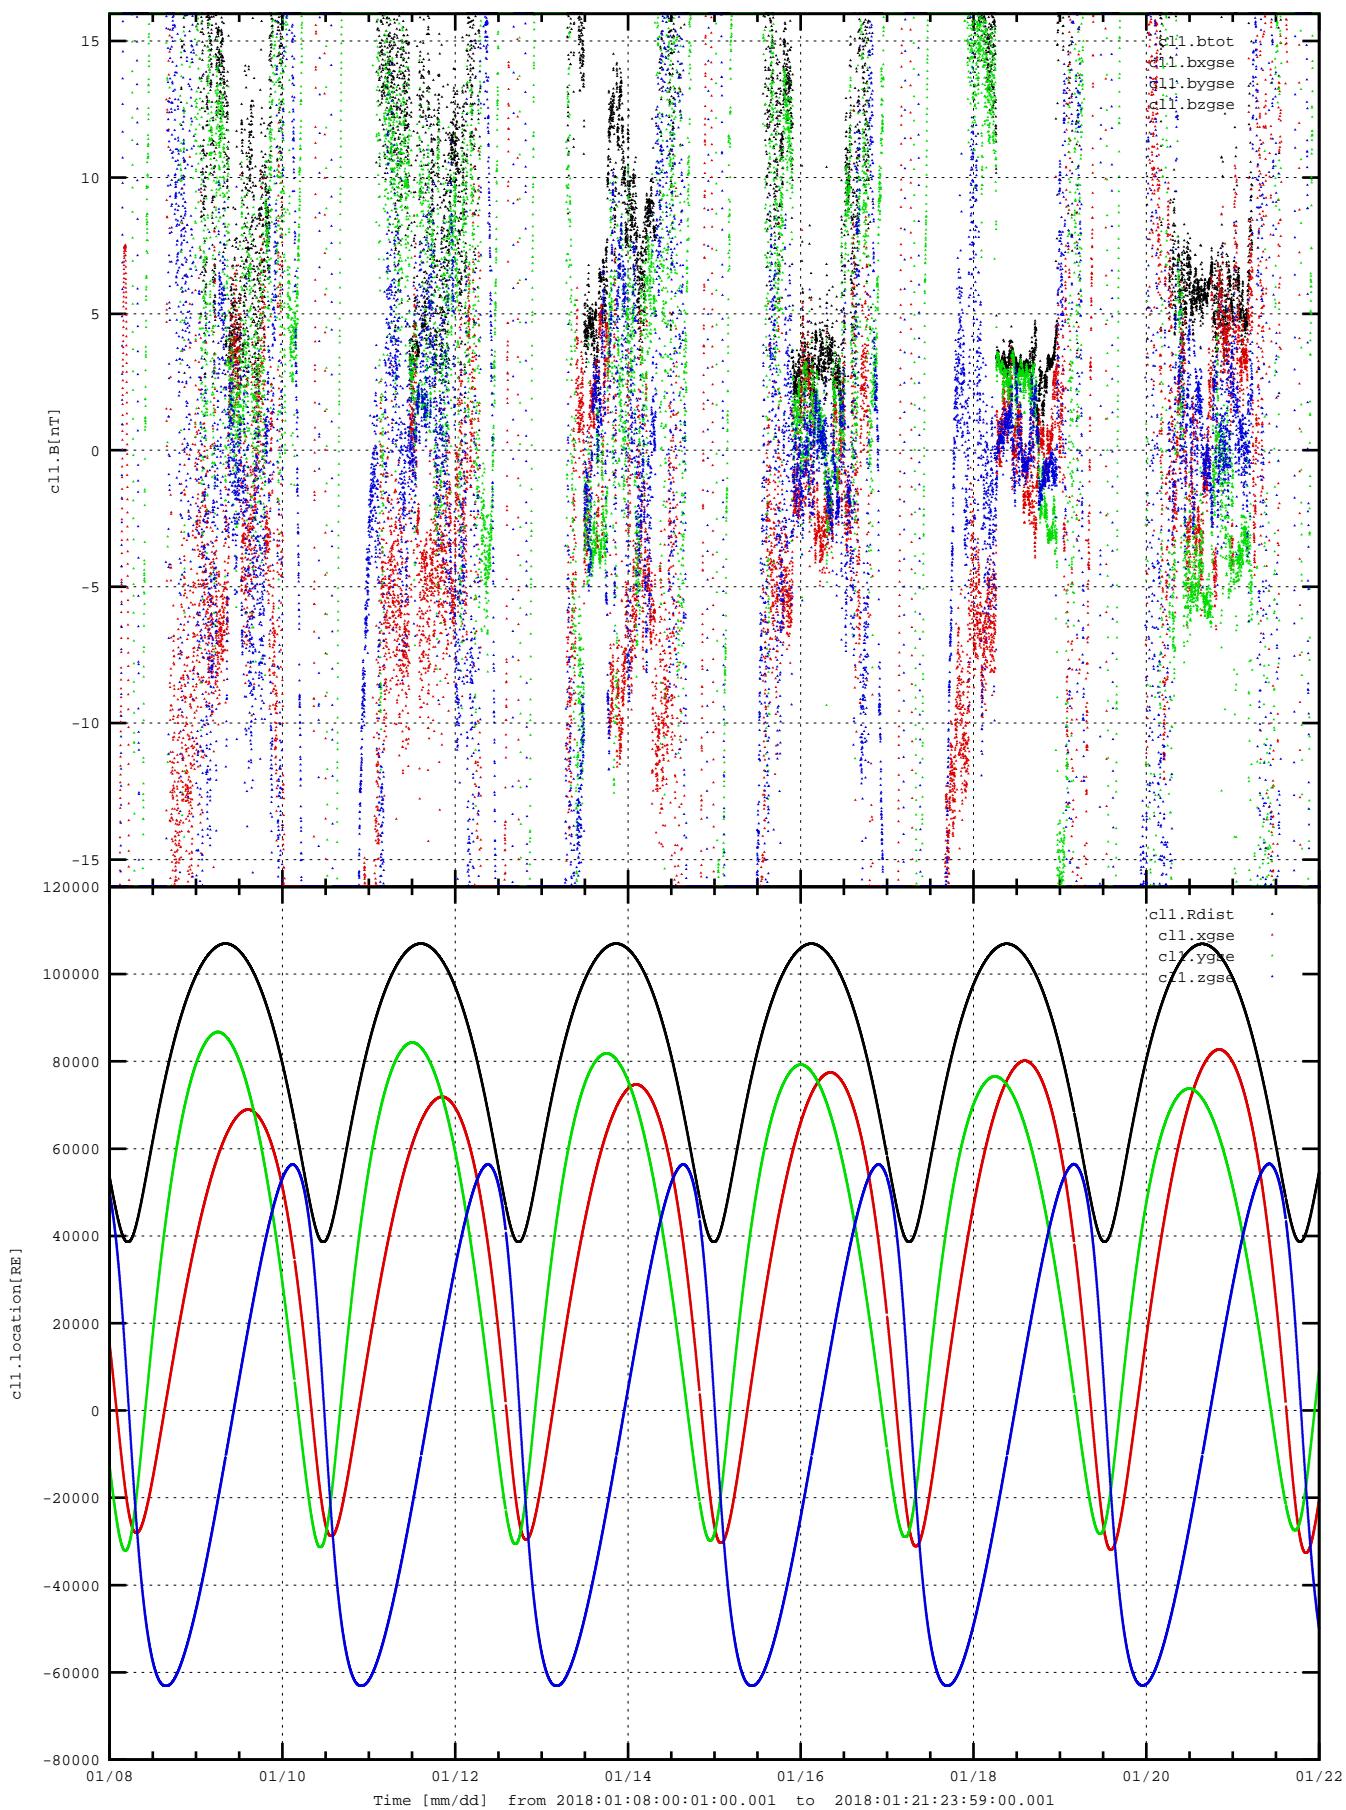 15
10
5
0
-5
-10
-15
cl1.B[nT]
cl1.btot
cl1.bxgse
cl1.bygse
cl1.bzgse
120000
100000
80000
60000
40000
20000
0
-20000
-40000
-60000
-80000
cl1.location[RE]
cl1.Rdist
cl1.xgse
cl1.ygse
cl1.zgse
01/08 01/10 01/12 01/14 01/16 01/18 01/20 01/22
Time [mm/dd] from 2018:01:08:00:01:00.001 to 2018:01:21:23:59:00.001